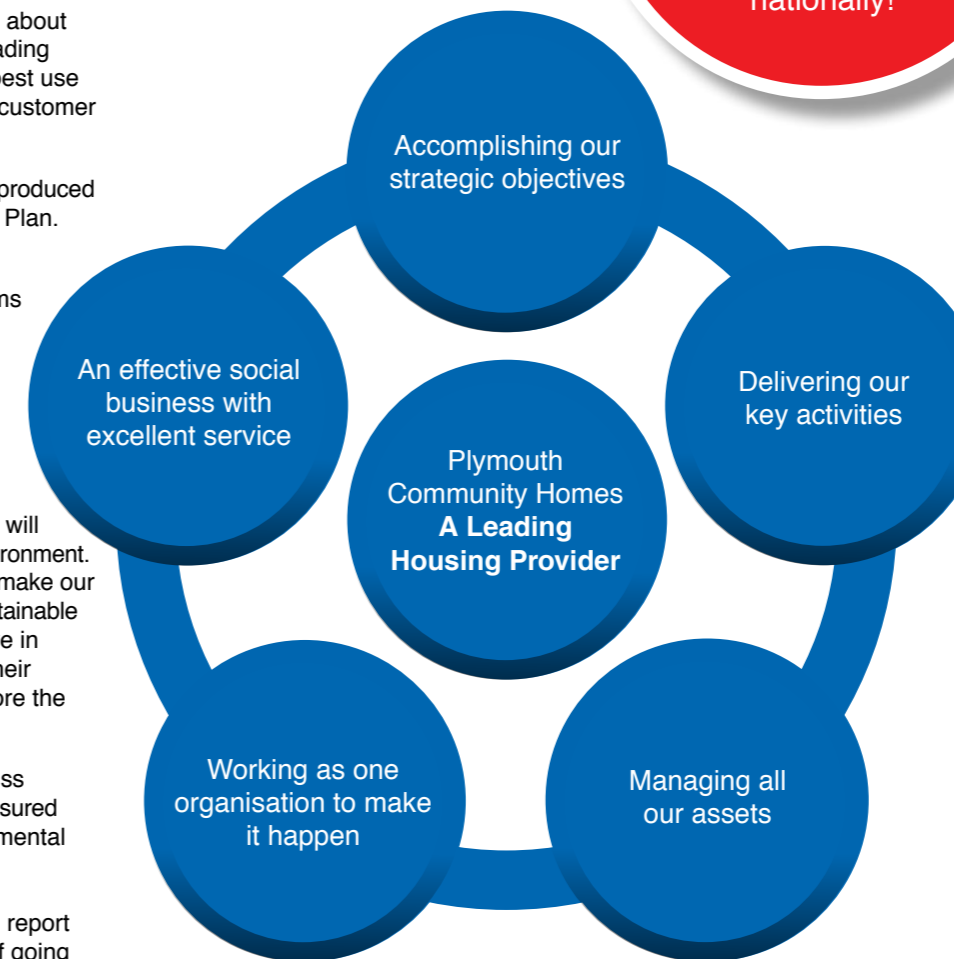 about
ading
best use
customer
produced
Plan.
ms
will
ronment.
make our
tainable
e in
heir
ore the
ss
sured
mental
report
f going
nationally!
Accomplishing our
strategic objectives
An effective social
business with
excellent service
Delivering our
key activities
Plymouth
Community Homes
A Leading
Housing Provider
Working as one
organisation to make
it happen
Managing all
our assets